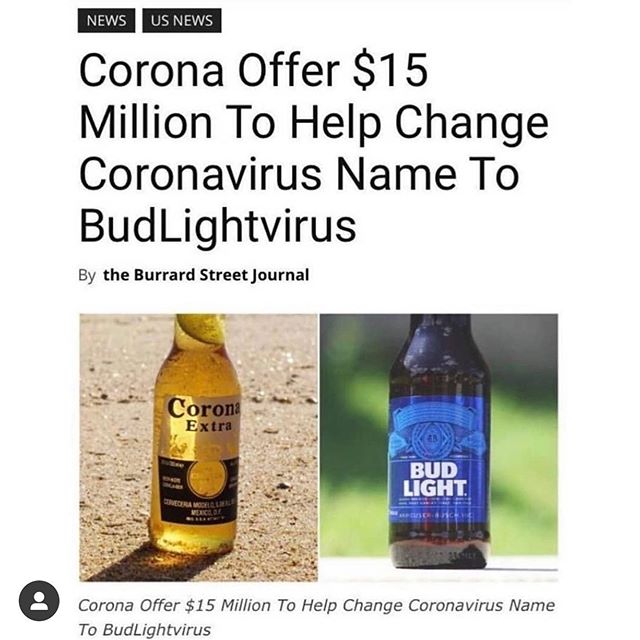 NEWS US NEWS
Corona Offer $15
Million To Help Change
Coronavirus Name To
BudLightvirus
By the Burrard Street Journal
Corona
Extra
CERVECERIA MODELO, S.DE R.L.
MEXICO, D.F.
BUD
LIGHT
Corona Offer $15 Million To Help Change Coronavirus Name
To BudLightvirus